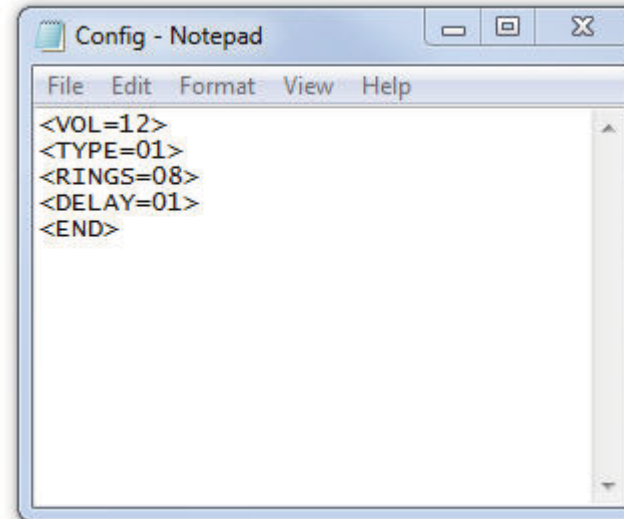 Config - Notepad
File Edit Format View Help
<VOL=12>
<TYPE=01>
<RINGS=08>
<DELAY=01>
<END>